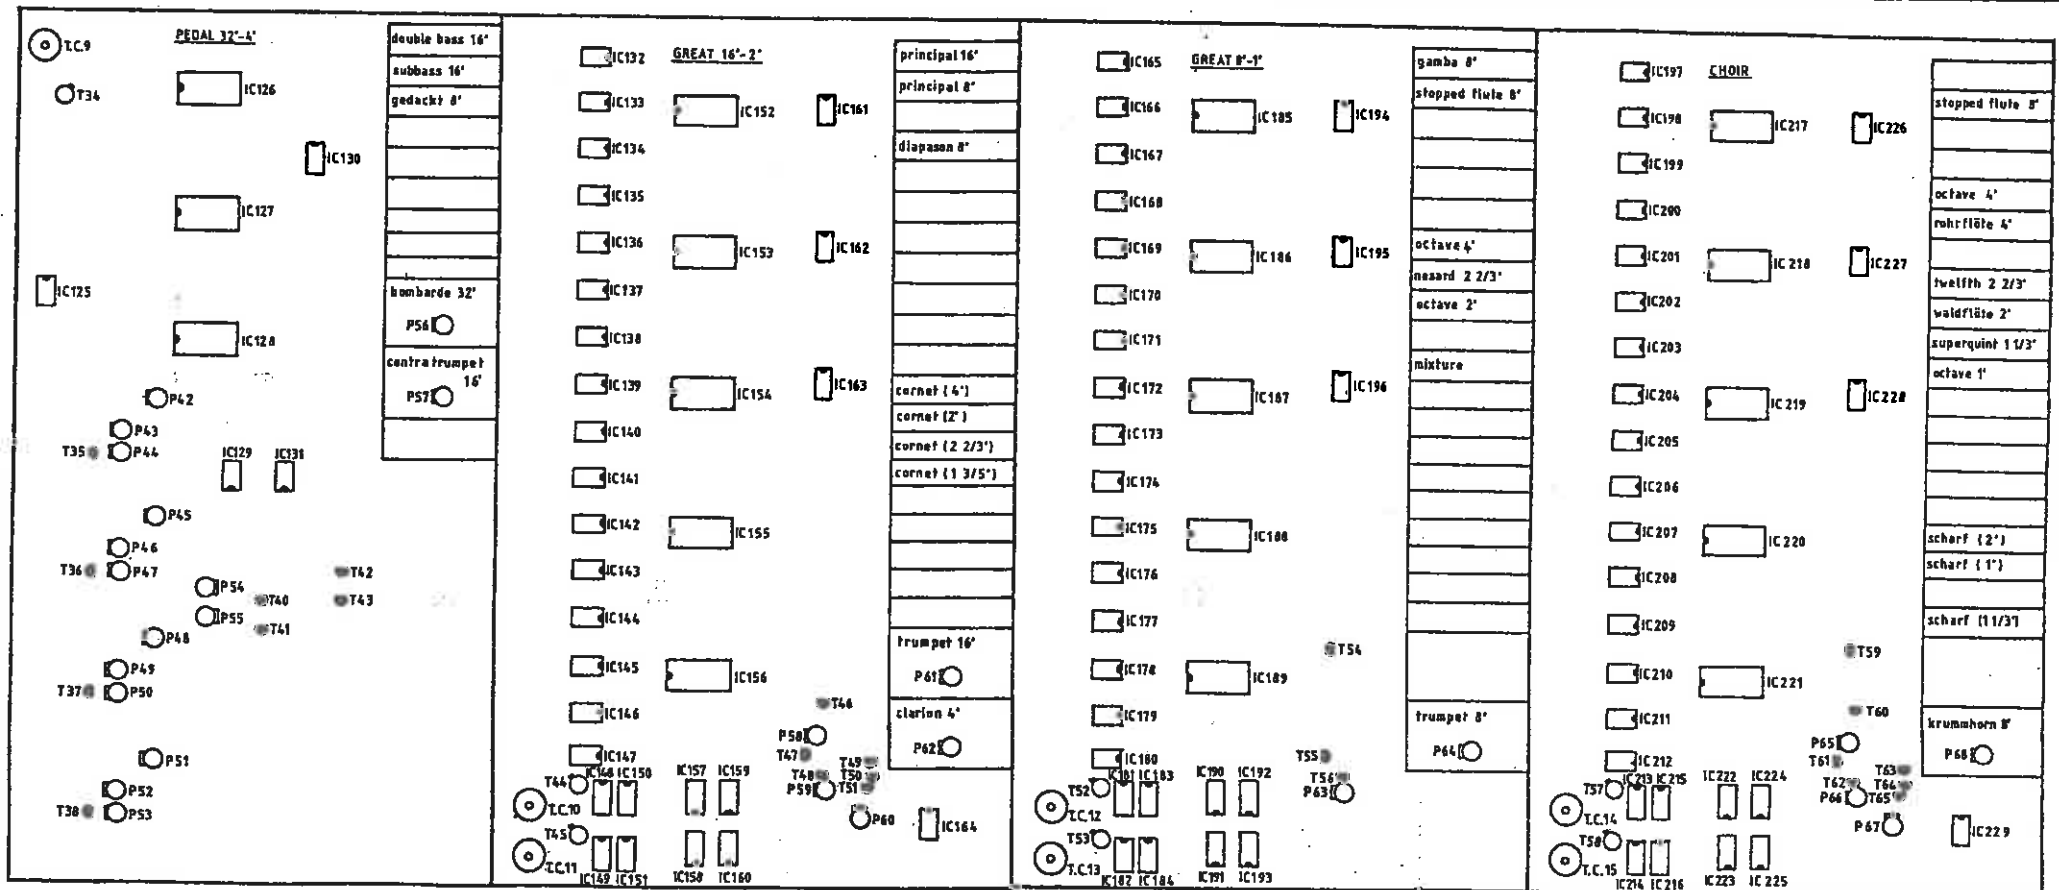 PEDAL 32'-4'
T.C.9
T34
IC126
IC130
IC127
IC125
IC128
P42
P43
P44
T35
IC129
IC131
P45
P46
P47
T36
P54
T42
T40
T43
P55
T41
P48
P49
P50
T37
P51
P52
P53
T38
double bass 16'
subbass 16'
gedackt 8'
bombarde 32'
P56
contratrumpet
16'
P57
GREAT 16'-2'
IC132
IC133
IC134
IC135
IC136
IC137
IC138
IC139
IC140
IC141
IC142
IC143
IC144
IC145
IC146
IC147
IC152
IC161
IC153
IC162
IC154
IC163
IC155
IC156
T46
P58
T47
T49
T48
T50
P59
T51
P60
IC164
T44
IC148
IC150
IC157
IC159
T.C.10
T45
T.C.11
IC149
IC151
IC158
IC160
principal 16'
principal 8'
diapason 8'
cornet (4')
cornet (2')
cornet (2 2/3')
cornet (1 3/5')
trumpet 16'
P61
clarion 4'
P62
GREAT 8'-1'
IC165
IC166
IC167
IC168
IC169
IC170
IC171
IC172
IC173
IC174
IC175
IC176
IC177
IC178
IC179
IC180
IC185
IC194
IC186
IC195
IC187
IC196
IC188
IC189
T54
T55
T56
P63
T52
IC181
IC183
IC190
IC192
T.C.12
T53
T.C.13
IC182
IC184
IC191
IC193
gamba 8'
stopped flute 8'
octave 4'
nasard 2 2/3'
octave 2'
mixture
trumpet 8'
P64
CHOIR
IC197
IC198
IC199
IC200
IC201
IC202
IC203
IC204
IC205
IC206
IC207
IC208
IC209
IC210
IC211
IC212
IC217
IC226
IC218
IC227
IC219
IC228
IC220
IC221
T59
T60
P65
T61
T63
T62
T64
P66
T65
P67
IC229
T57
IC213
IC215
IC222
IC224
T.C.14
T58
T.C.15
IC214
IC216
IC223
IC225
stopped flute 8'
octave 4'
rohrflöte 4'
twelfth 2 2/3'
waldflöte 2'
superquint 1 1/3'
octave 1'
scharf (2')
scharf (1')
scharf (1 1/3')
krummhorn 8'
P68